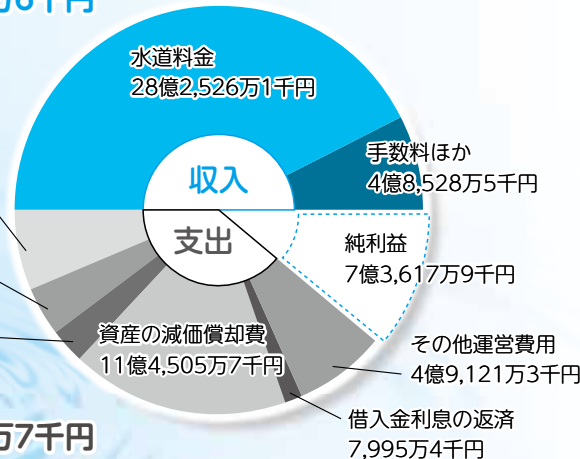 万6千円
水道料金
28億2,526万1千円
手数料ほか
4億8,528万5千円
収入
支出
純利益
7億3,617万9千円
資産の減価償却費
11億4,505万7千円
その他運営費用
4億9,121万3千円
借入金利息の返済
7,995万4千円
万7千円